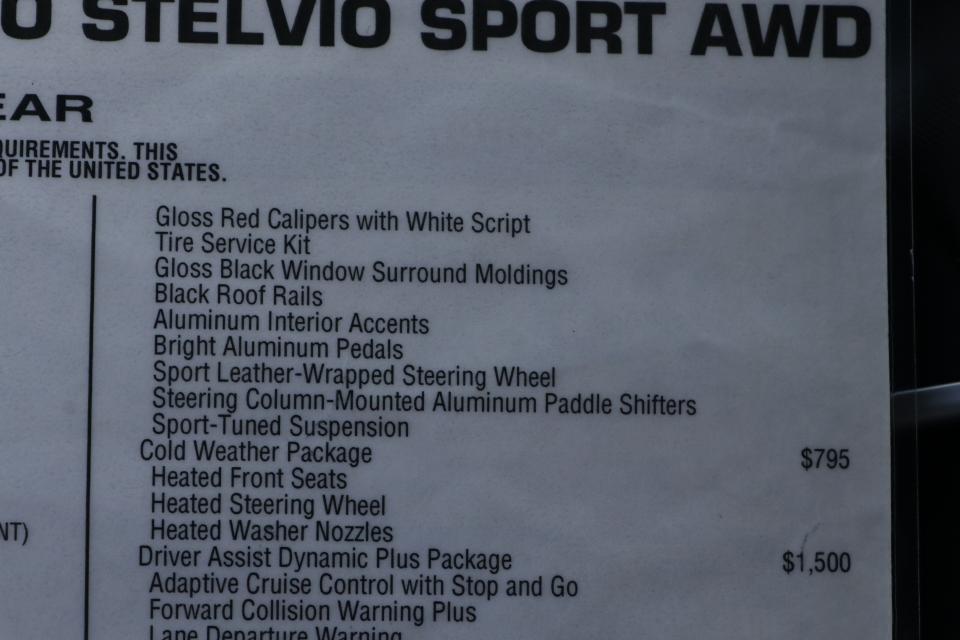 O STELVIO SPORT AWD
EAR
QUIREMENTS. THIS
OF THE UNITED STATES.
Gloss Red Calipers with White Script
Tire Service Kit
Gloss Black Window Surround Moldings
Black Roof Rails
Aluminum Interior Accents
Bright Aluminum Pedals
Sport Leather-Wrapped Steering Wheel
Steering Column-Mounted Aluminum Paddle Shifters
Sport-Tuned Suspension
Cold Weather Package $795
Heated Front Seats
Heated Steering Wheel
Heated Washer Nozzles
NT)
Driver Assist Dynamic Plus Package $1,500
Adaptive Cruise Control with Stop and Go
Forward Collision Warning Plus
Lane Departure Warning